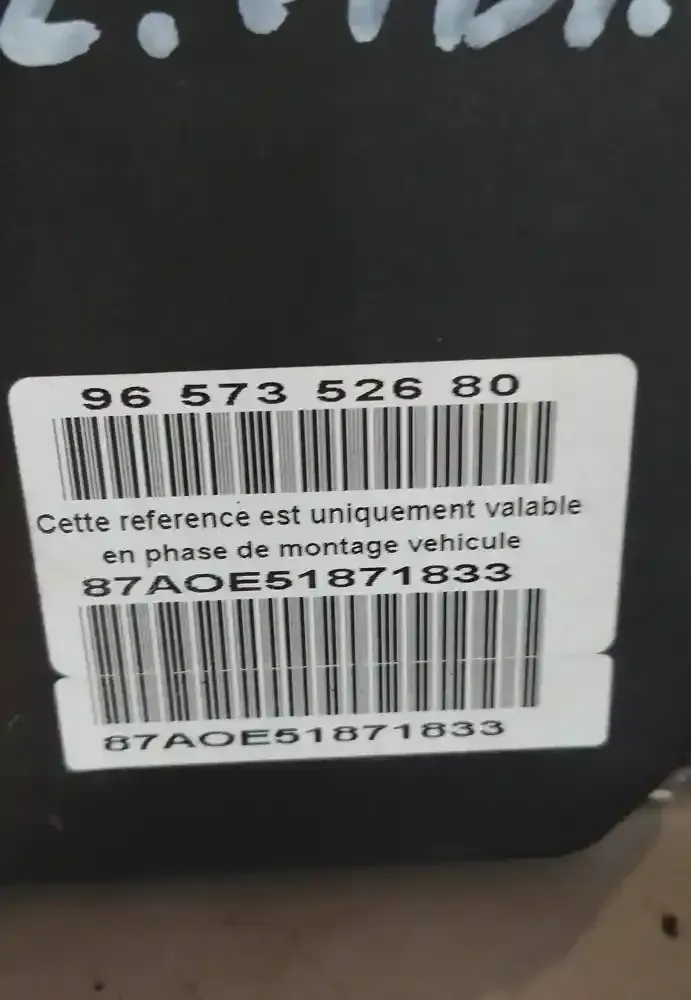 96 573 526 80
Cette reference est uniquement valable
en phase de montage vehicule
87AOE51871833
87AOE51871833